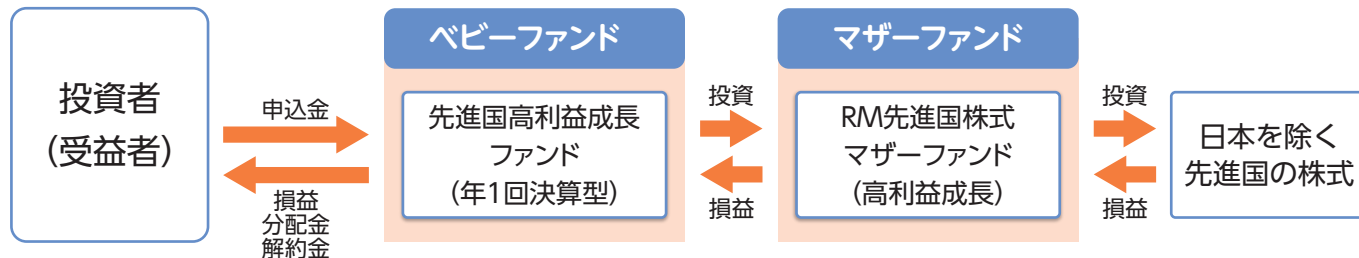 投資者
(受益者)
申込金
損益
分配金
解約金
ベビーファンド
先進国高利益成長
ファンド
(年1回決算型)
投資
損益
マザーファンド
RM先進国株式
マザーファンド
(高利益成長)
投資
損益
日本を除く
先進国の株式